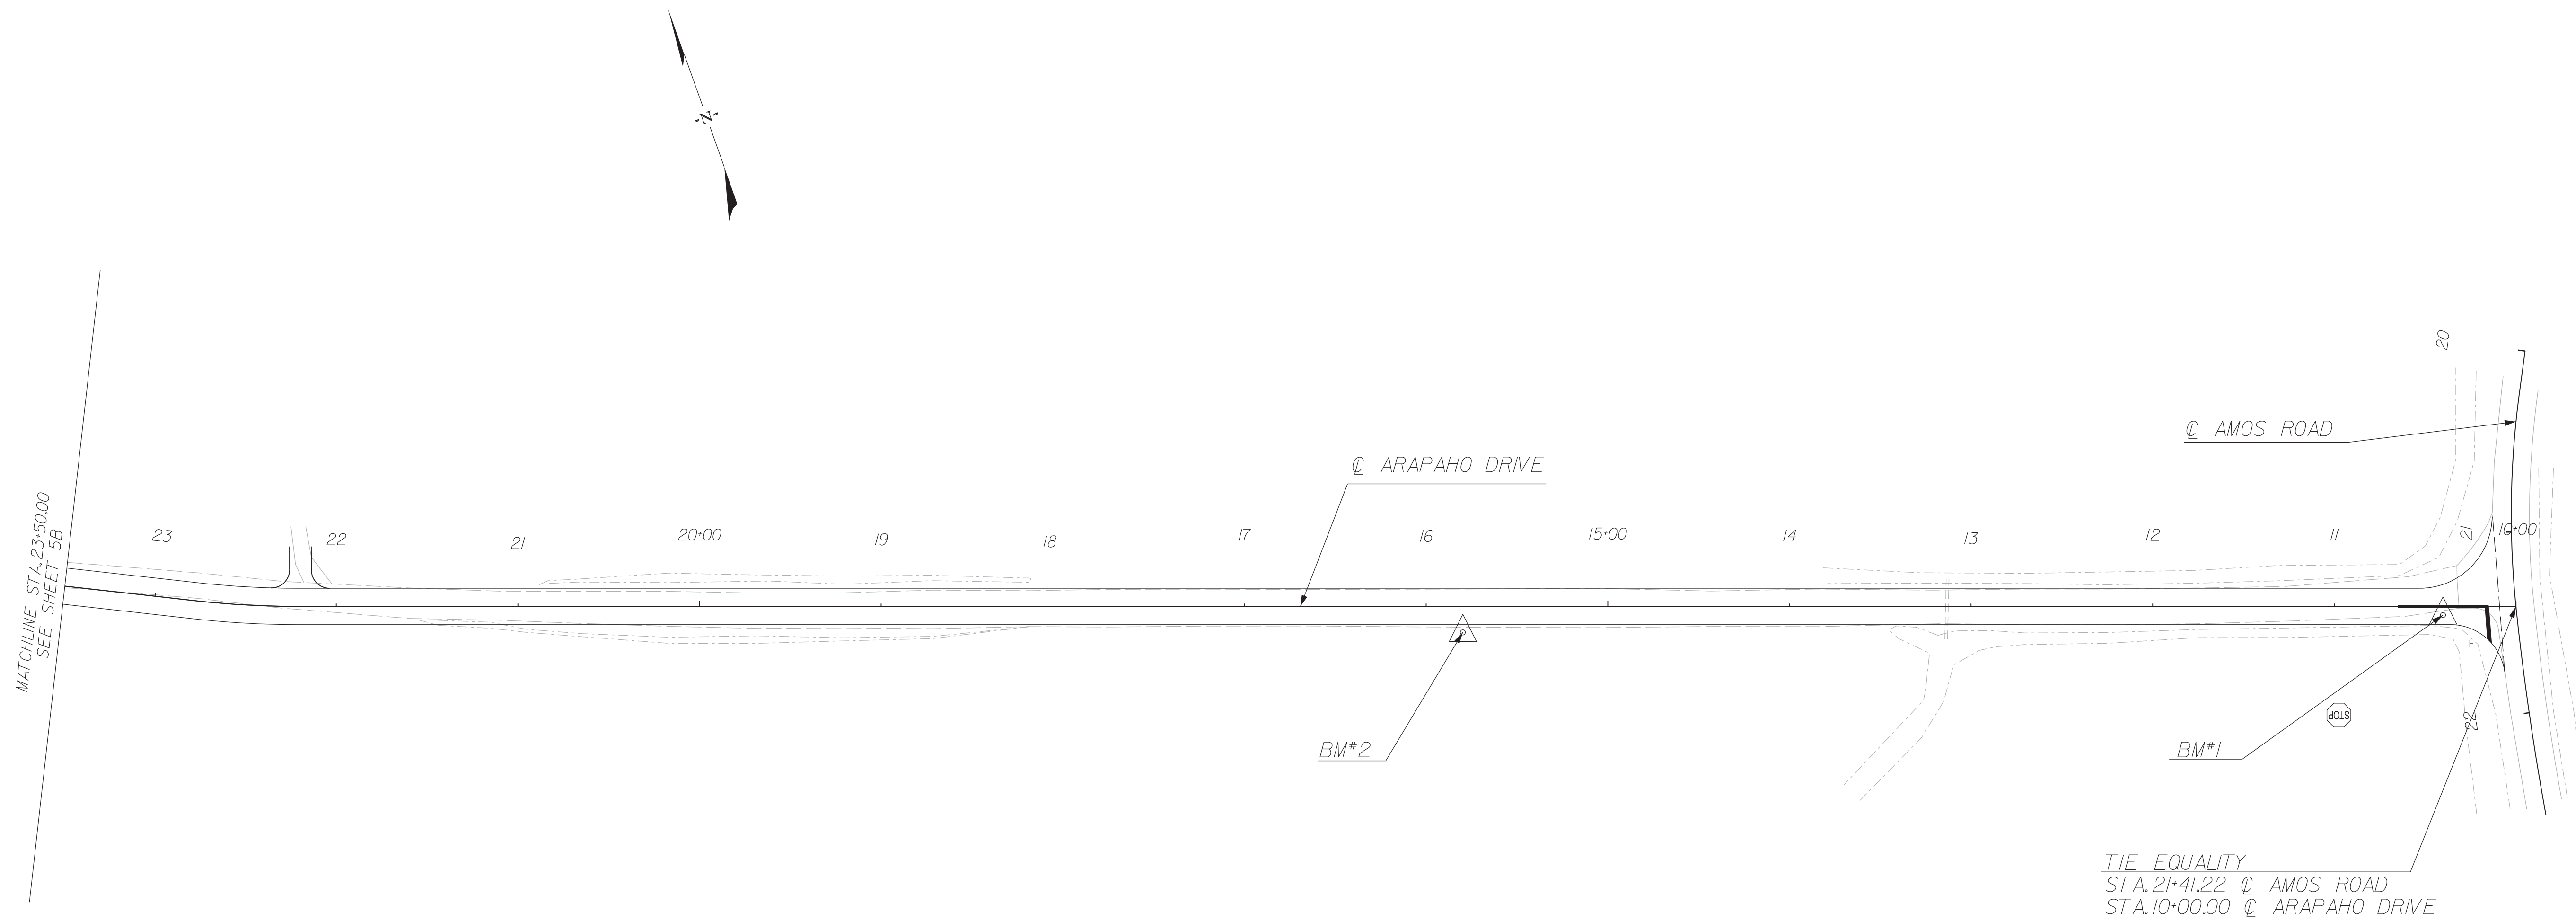 -N-
20
℄ AMOS ROAD
℄ ARAPAHO DRIVE
MATCHLINE STA. 23+50.00
SEE SHEET 5B
23
22
21
20+00
19
18
17
16
15+00
14
13
12
11
21
10+00
22
STOP
BM#2
BM#1
TIE EQUALITY
STA. 21+41.22 ℄ AMOS ROAD
STA. 10+00.00 ℄ ARAPAHO DRIVE